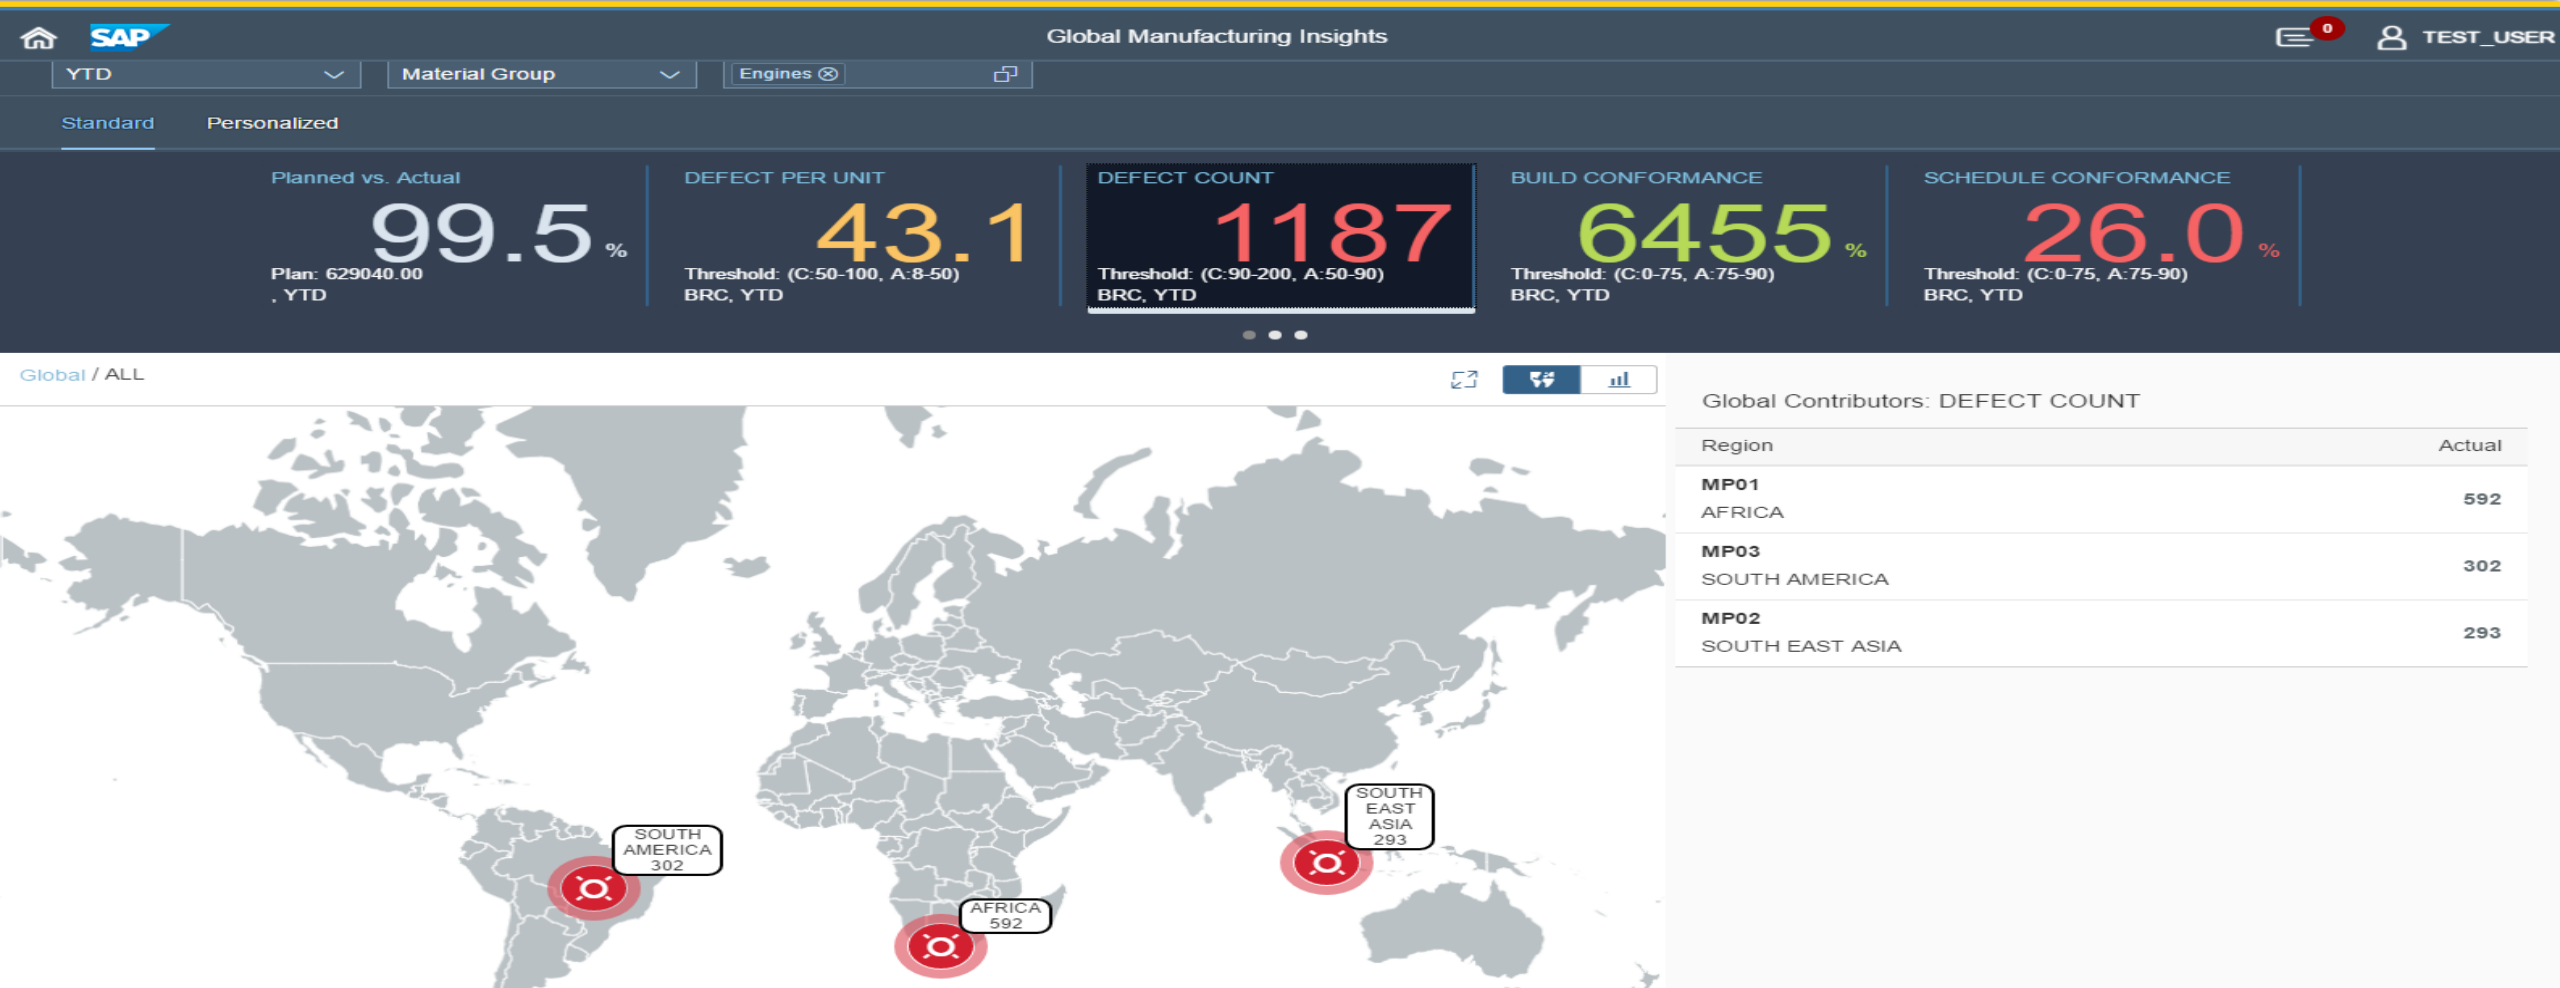 SAP
Global Manufacturing Insights
0
TEST_USER
YTD
Material Group
Engines
Standard
Personalized
Planned vs. Actual
99.5 %
Plan: 629040.00
, YTD
DEFECT PER UNIT
43.1
Threshold: (C:50-100, A:8-50)
BRC, YTD
DEFECT COUNT
1187
Threshold: (C:90-200, A:50-90)
BRC, YTD
BUILD CONFORMANCE
6455 %
Threshold: (C:0-75, A:75-90)
BRC, YTD
SCHEDULE CONFORMANCE
26.0 %
Threshold: (C:0-75, A:75-90)
BRC, YTD
Global / ALL
SOUTH
AMERICA
302
AFRICA
592
SOUTH
EAST
ASIA
293
Global Contributors: DEFECT COUNT
Region Actual
MP01
AFRICA
592
MP03
SOUTH AMERICA
302
MP02
SOUTH EAST ASIA
293